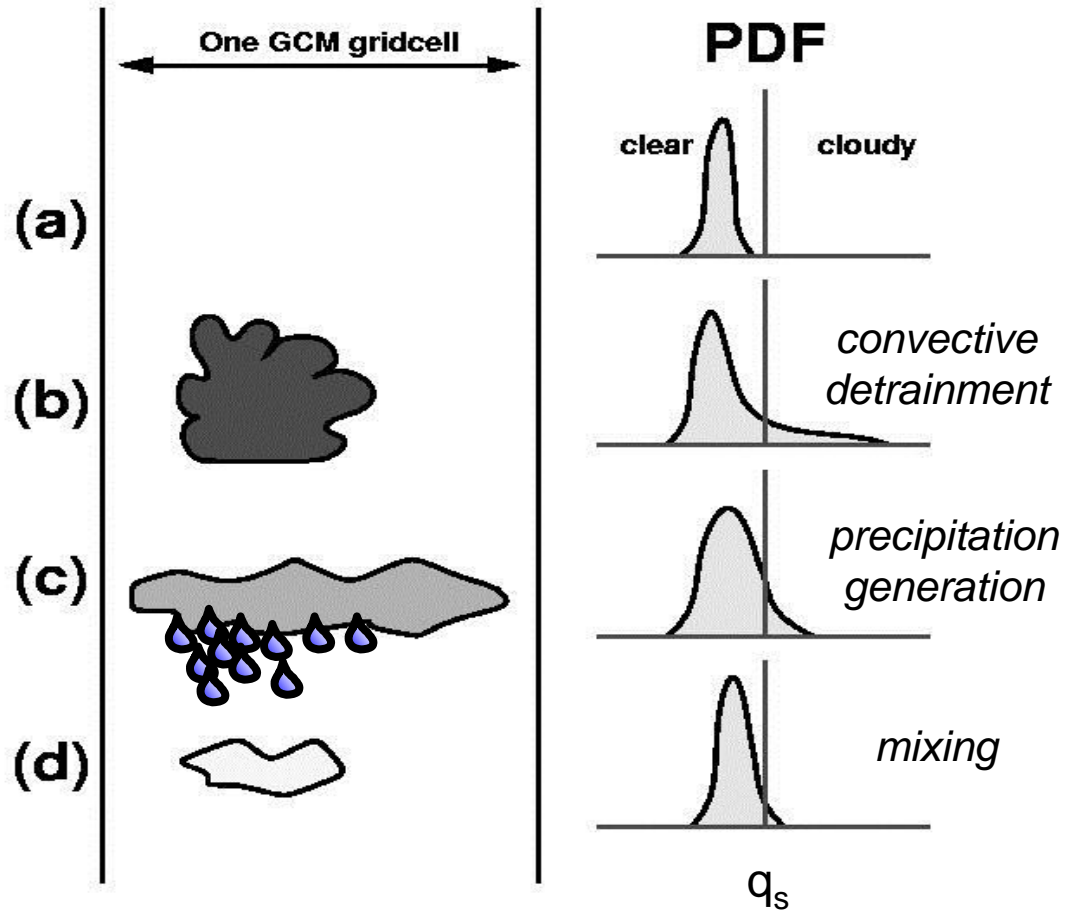 One GCM gridcell
PDF
clear
cloudy
(a)
(b)
convective
detrainment
(c)
precipitation
generation
(d)
mixing
qs